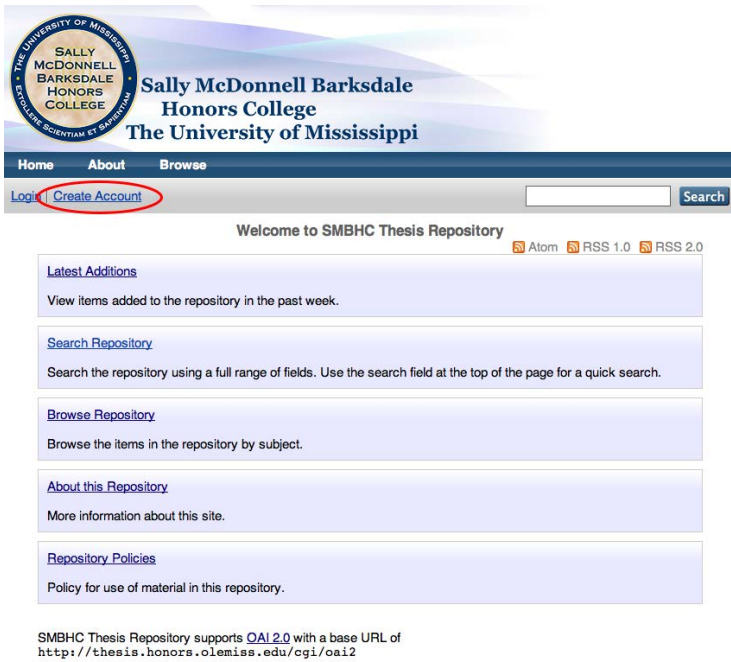 THE UNIVERSITY OF MISSISSIPPI
SALLY
MCDONNELL
BARKSDALE
HONORS
COLLEGE
EXTOLLERE SCIENTIAM ET SAPIENTIAM
Sally McDonnell Barksdale
Honors College
The University of Mississippi
Home About Browse
Login | Create Account Search
Welcome to SMBHC Thesis Repository
Atom RSS 1.0 RSS 2.0
Latest Additions
View items added to the repository in the past week.
Search Repository
Search the repository using a full range of fields. Use the search field at the top of the page for a quick search.
Browse Repository
Browse the items in the repository by subject.
About this Repository
More information about this site.
Repository Policies
Policy for use of material in this repository.
SMBHC Thesis Repository supports OAI 2.0 with a base URL of
http://thesis.honors.olemiss.edu/cgi/oai2